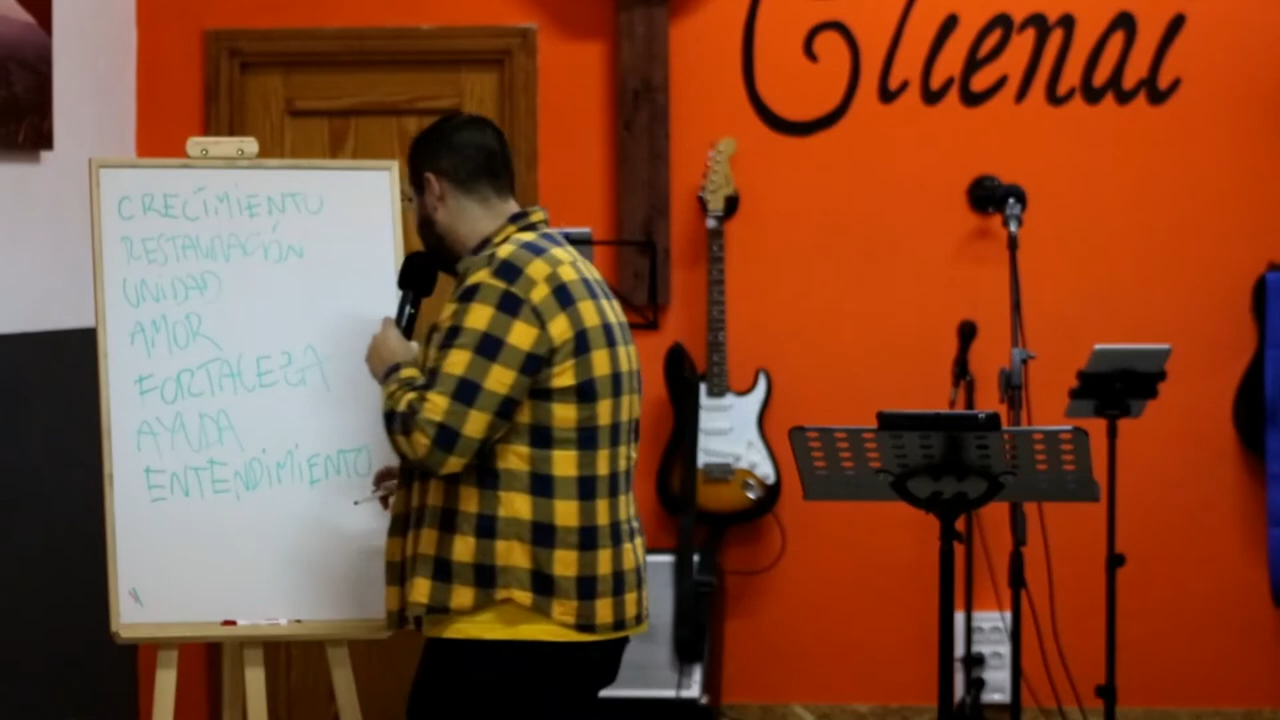 CRECIMIENTO
RESTAURACIÓN
UNIDAD
AMOR
FORTALEZA
AYUDA
ENTENDIMIENTO